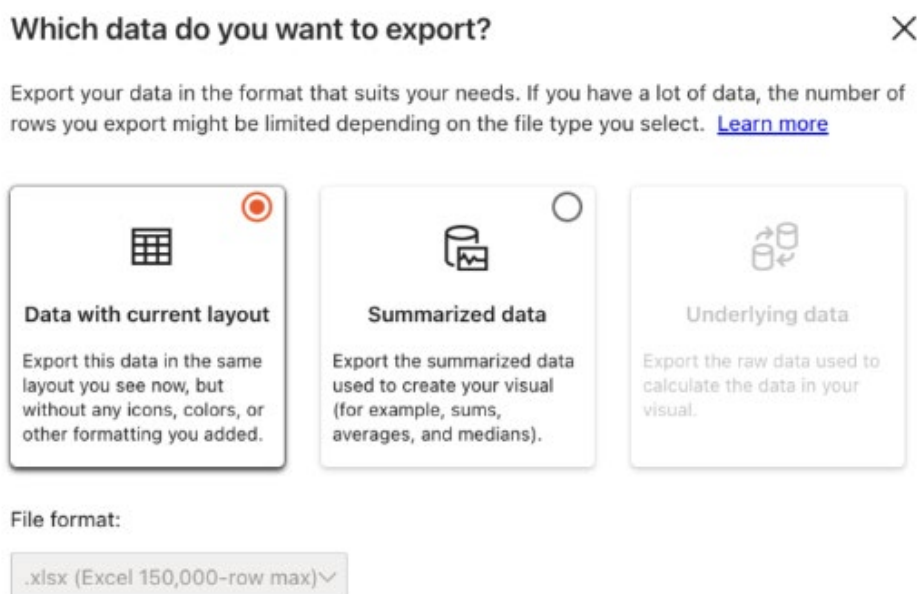 Which data do you want to export?
Export your data in the format that suits your needs. If you have a lot of data, the number of
rows you export might be limited depending on the file type you select. Learn more
Data with current layout
Export this data in the same
layout you see now, but
without any icons, colors, or
other formatting you added.
Summarized data
Export the summarized data
used to create your visual
(for example, sums,
averages, and medians).
Underlying data
Export the raw data used to
calculate the data in your
visual.
File format:
.xlsx (Excel 150,000-row max)